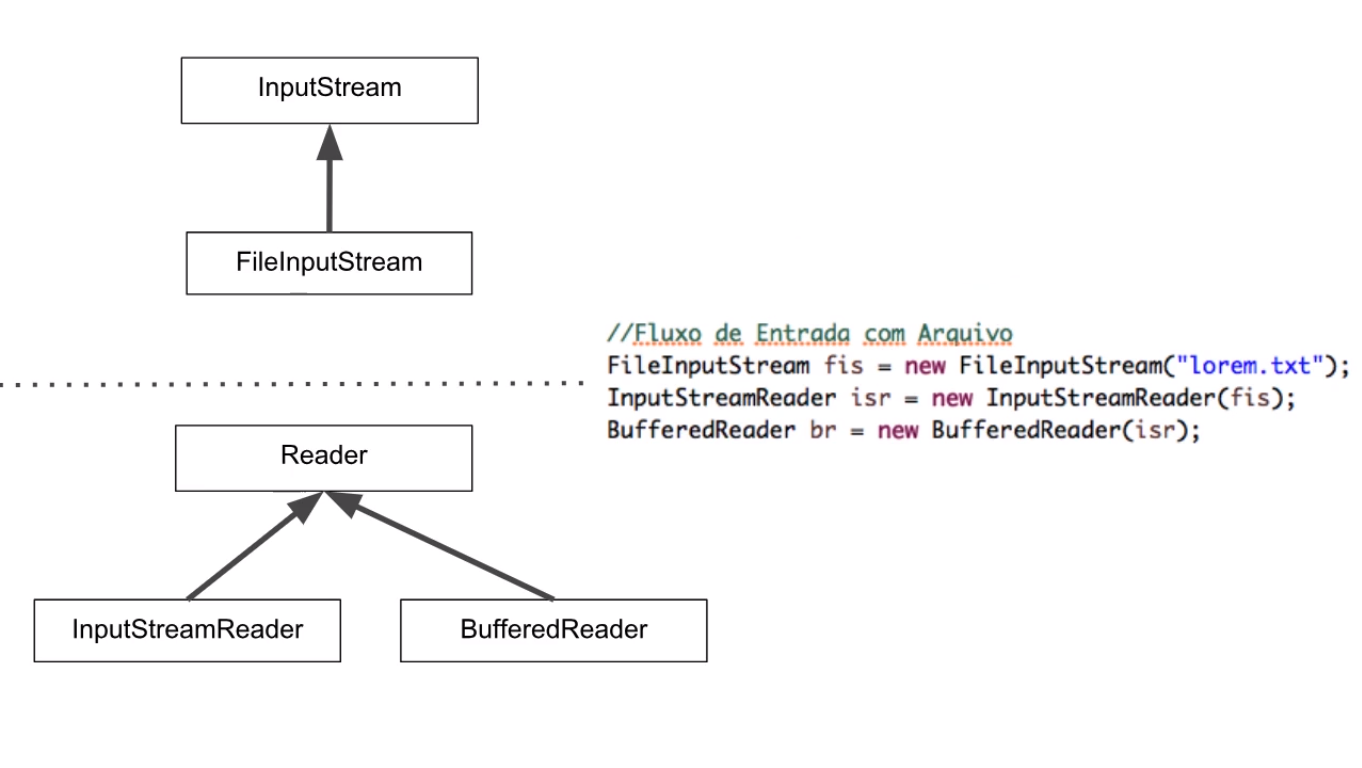 InputStream
FileInputStream
//Fluxo de Entrada com Arquivo
FileInputStream fis = new FileInputStream("lorem.txt");
InputStreamReader isr = new InputStreamReader(fis);
BufferedReader br = new BufferedReader(isr);
Reader
InputStreamReader
BufferedReader